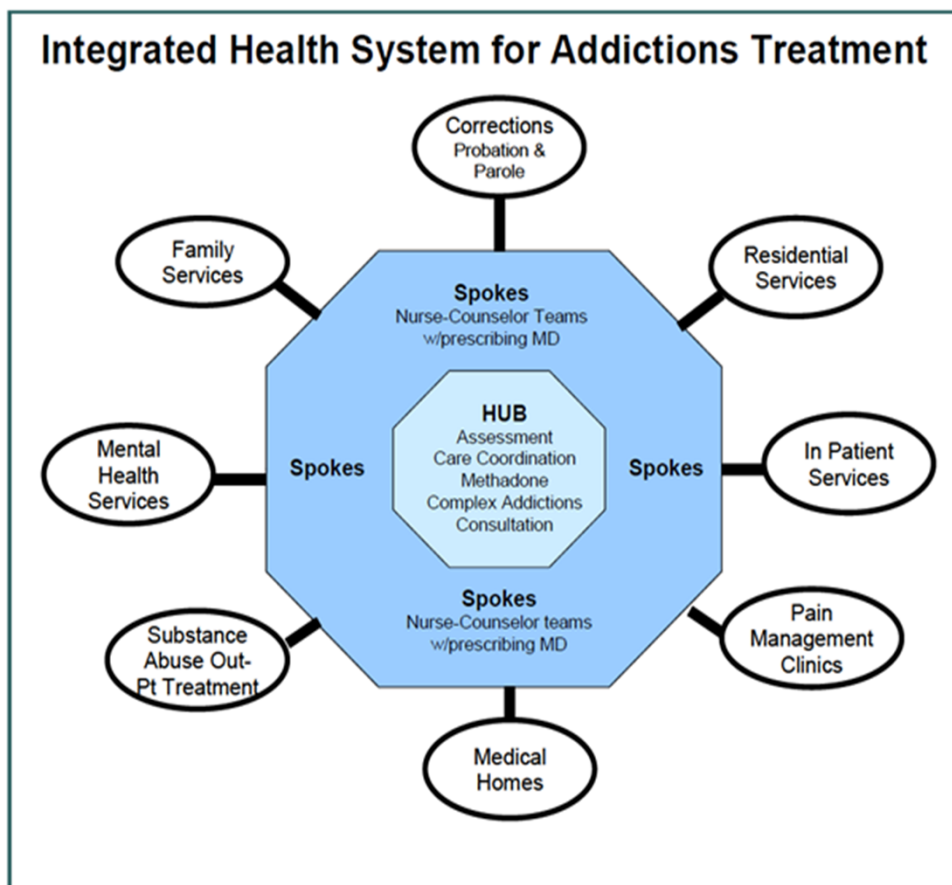 Integrated Health System for Addictions Treatment
Corrections
Probation &
Parole
Family
Services
Residential
Services
Spokes
Nurse-Counselor Teams
w/prescribing MD
HUB
Assessment
Care Coordination
Methadone
Complex Addictions
Consultation
Mental
Health
Services
Spokes
Spokes
In Patient
Services
Spokes
Nurse-Counselor teams
w/prescribing MD
Substance
Abuse Out-
Pt Treatment
Pain
Management
Clinics
Medical
Homes